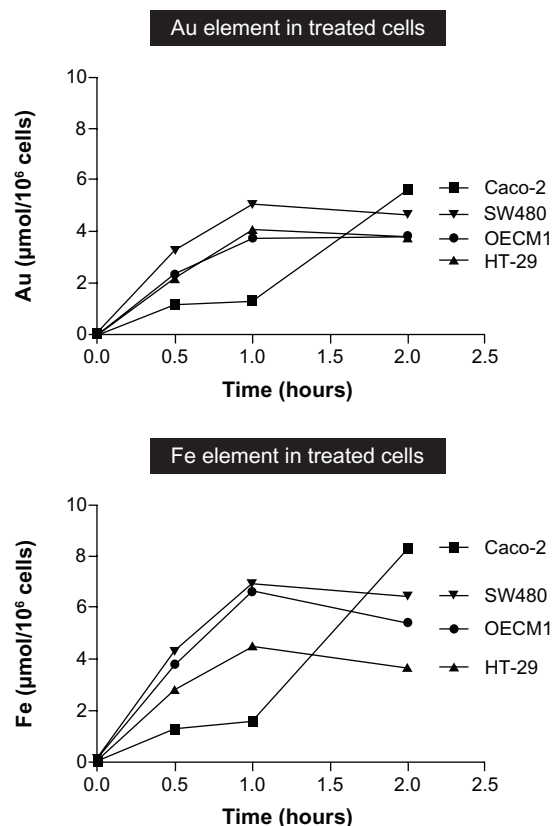 Au element in treated cells
10
8
6
4
2
0
0.0 0.5 1.0 1.5 2.0 2.5
Au (µmol/10⁶ cells)
Time (hours)
Caco-2
SW480
OECM1
HT-29
Fe element in treated cells
10
8
6
4
2
0
0.0 0.5 1.0 1.5 2.0 2.5
Fe (µmol/10⁶ cells)
Time (hours)
Caco-2
SW480
OECM1
HT-29